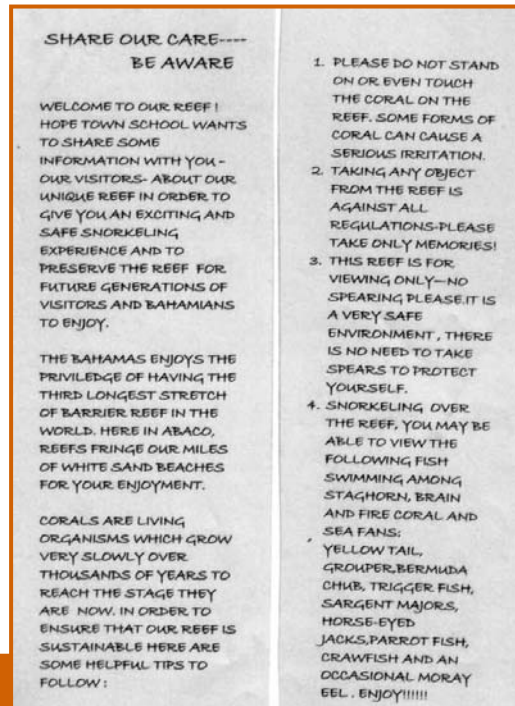 SHARE OUR CARE----
BE AWARE
WELCOME TO OUR REEF!
HOPE TOWN SCHOOL WANTS
TO SHARE SOME
INFORMATION WITH YOU -
OUR VISITORS- ABOUT OUR
UNIQUE REEF IN ORDER TO
GIVE YOU AN EXCITING AND
SAFE SNORKELING
EXPERIENCE AND TO
PRESERVE THE REEF FOR
FUTURE GENERATIONS OF
VISITORS AND BAHAMIANS
TO ENJOY.
THE BAHAMAS ENJOYS THE
PRIVILEDGE OF HAVING THE
THIRD LONGEST STRETCH
OF BARRIER REEF IN THE
WORLD. HERE IN ABACO,
REEFS FRINGE OUR MILES
OF WHITE SAND BEACHES
FOR YOUR ENJOYMENT.
CORALS ARE LIVING
ORGANISMS WHICH GROW
VERY SLOWLY OVER
THOUSANDS OF YEARS TO
REACH THE STAGE THEY
ARE NOW. IN ORDER TO
ENSURE THAT OUR REEF IS
SUSTAINABLE HERE ARE
SOME HELPFUL TIPS TO
FOLLOW:
1. PLEASE DO NOT STAND
ON OR EVEN TOUCH
THE CORAL ON THE
REEF. SOME FORMS OF
CORAL CAN CAUSE A
SERIOUS IRRITATION.
2. TAKING ANY OBJECT
FROM THE REEF IS
AGAINST ALL
REGULATIONS-PLEASE
TAKE ONLY MEMORIES!
3. THIS REEF IS FOR
VIEWING ONLY—NO
SPEARING PLEASE.IT IS
A VERY SAFE
ENVIRONMENT, THERE
IS NO NEED TO TAKE
SPEARS TO PROTECT
YOURSELF.
4. SNORKELING OVER
THE REEF, YOU MAY BE
ABLE TO VIEW THE
FOLLOWING FISH
SWIMMING AMONG
STAGHORN, BRAIN
AND FIRE CORAL AND
SEA FANS:
YELLOW TAIL,
GROUPER,BERMUDA
CHUB, TRIGGER FISH,
SARGENT MAJORS,
HORSE-EYED
JACKS,PARROT FISH,
CRAWFISH AND AN
OCCASIONAL MORAY
EEL. ENJOY!!!!!!